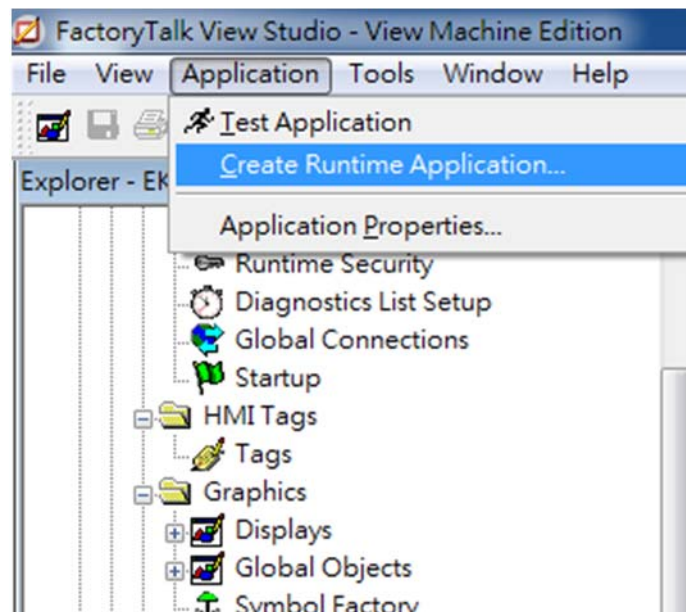 FactoryTalk View Studio - View Machine Edition
File View Application Tools Window Help
Test Application
Create Runtime Application...
Explorer - EK
Application Properties...
Runtime Security
Diagnostics List Setup
Global Connections
Startup
HMI Tags
Tags
Graphics
Displays
Global Objects
Symbol Factory